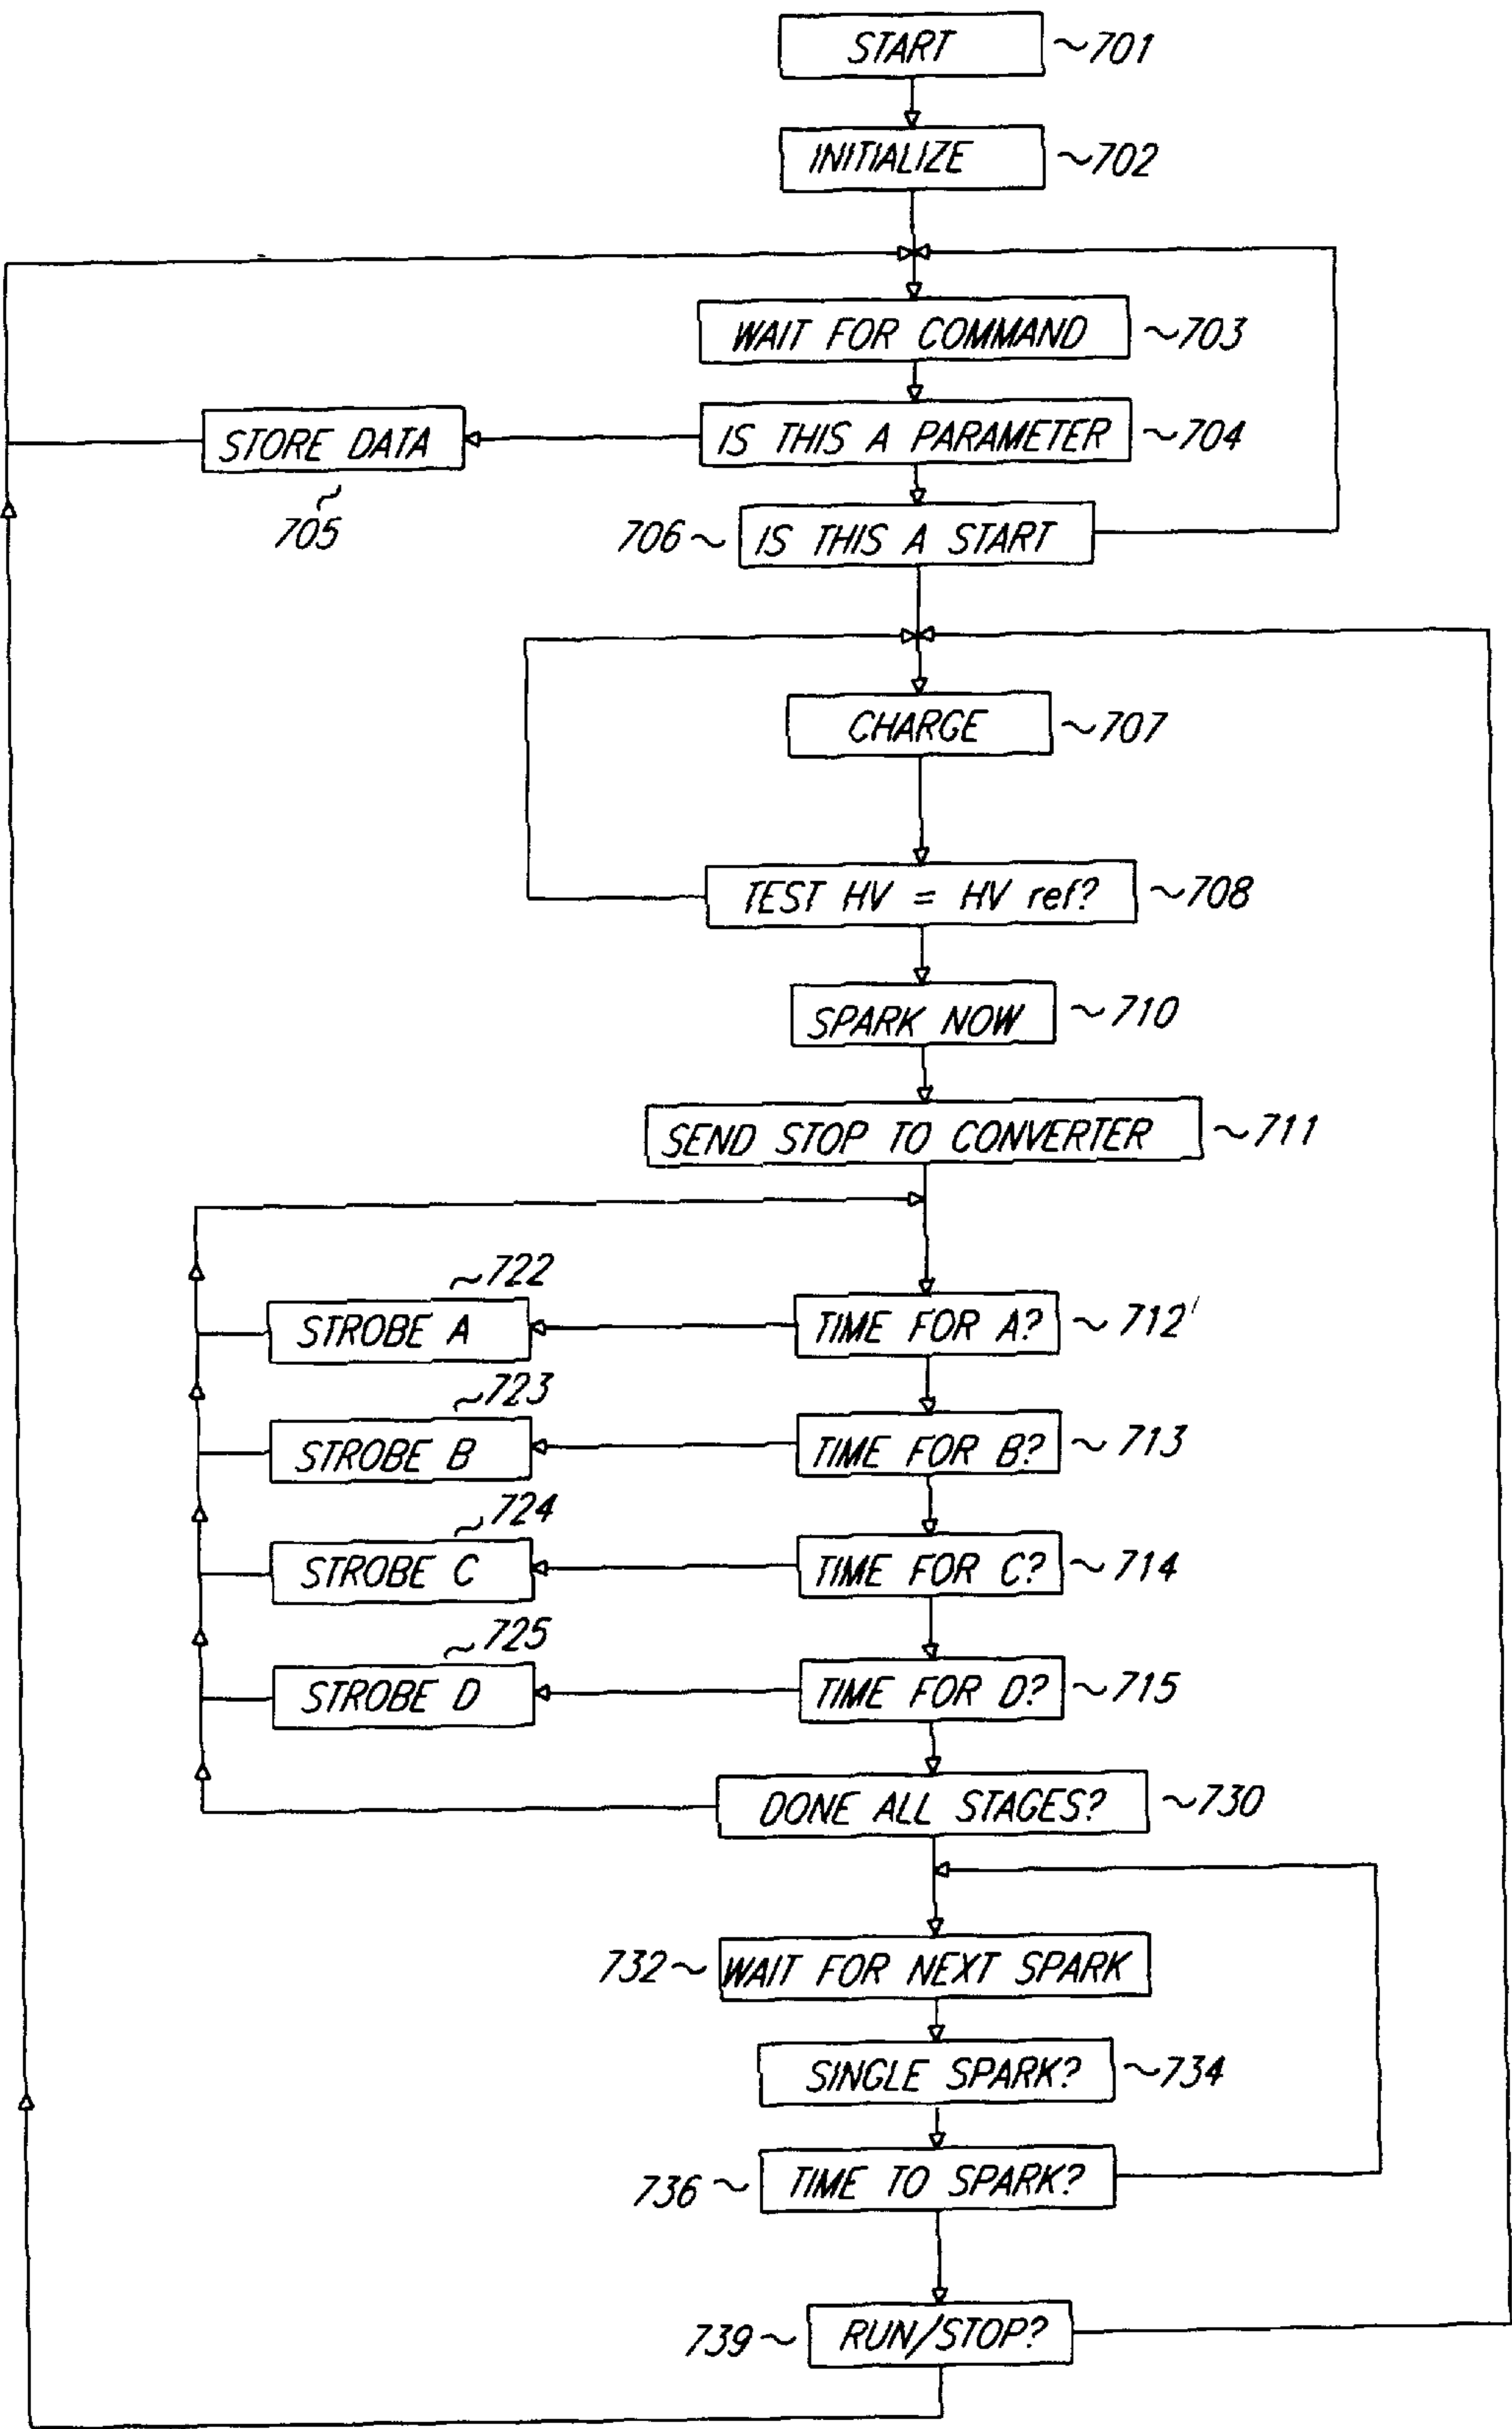 START ~701
INITIALIZE ~702
WAIT FOR COMMAND ~703
STORE DATA
IS THIS A PARAMETER ~704
705
706 ~ IS THIS A START
CHARGE ~707
TEST HV = HV ref? ~708
SPARK NOW ~710
SEND STOP TO CONVERTER ~711
~722
STROBE A
TIME FOR A? ~712'
~723
STROBE B
TIME FOR B? ~713
~724
STROBE C
TIME FOR C? ~714
~725
STROBE D
TIME FOR D? ~715
DONE ALL STAGES? ~730
732~ WAIT FOR NEXT SPARK
SINGLE SPARK? ~734
736 ~ TIME TO SPARK?
739~ RUN/STOP?